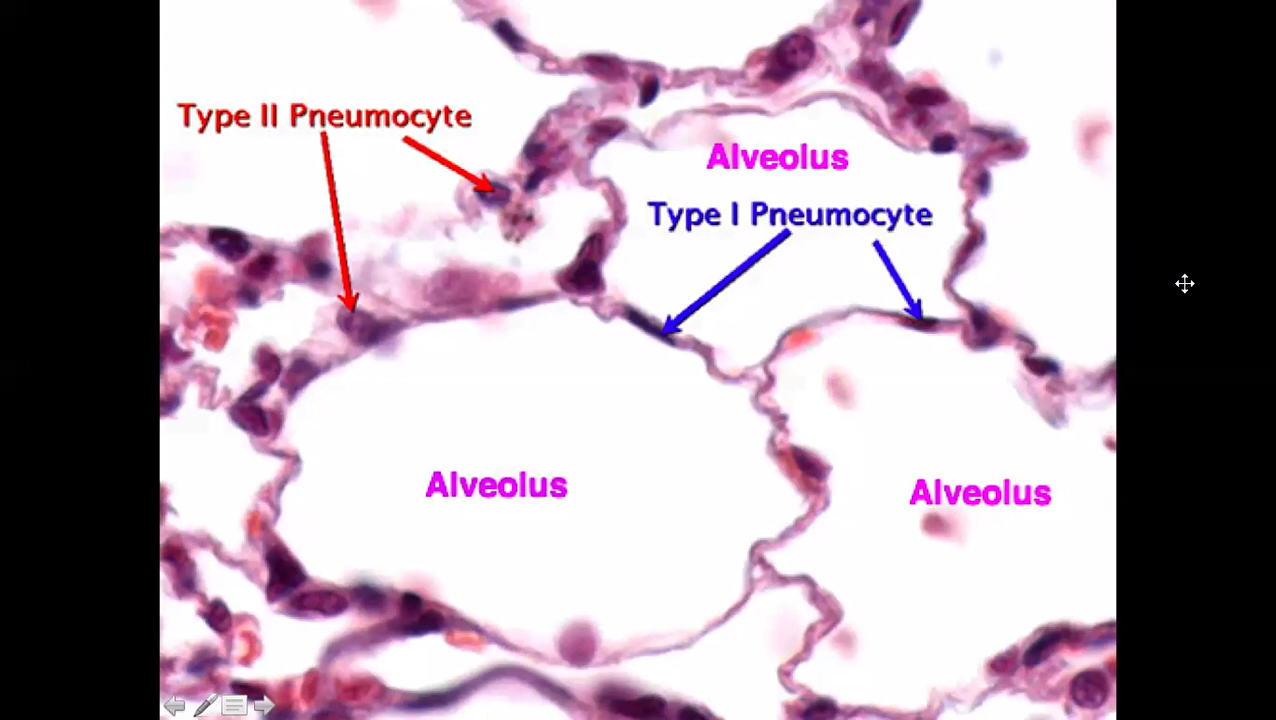 Type II Pneumocyte
Alveolus
Type I Pneumocyte
Alveolus
Alveolus